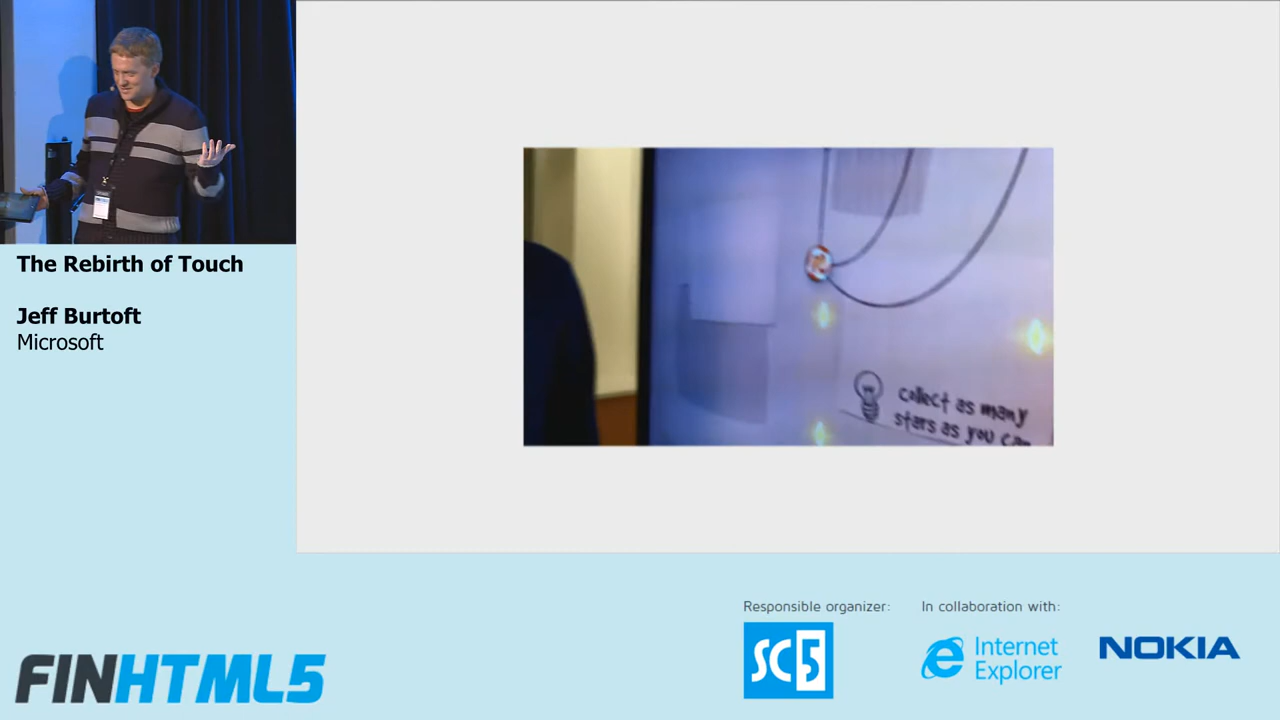 The Rebirth of Touch
Jeff Burtoft
Microsoft
collect as many
stars as you can
Responsible organizer:
SC5
In collaboration with:
Internet
Explorer
NOKIA
FINHTML5